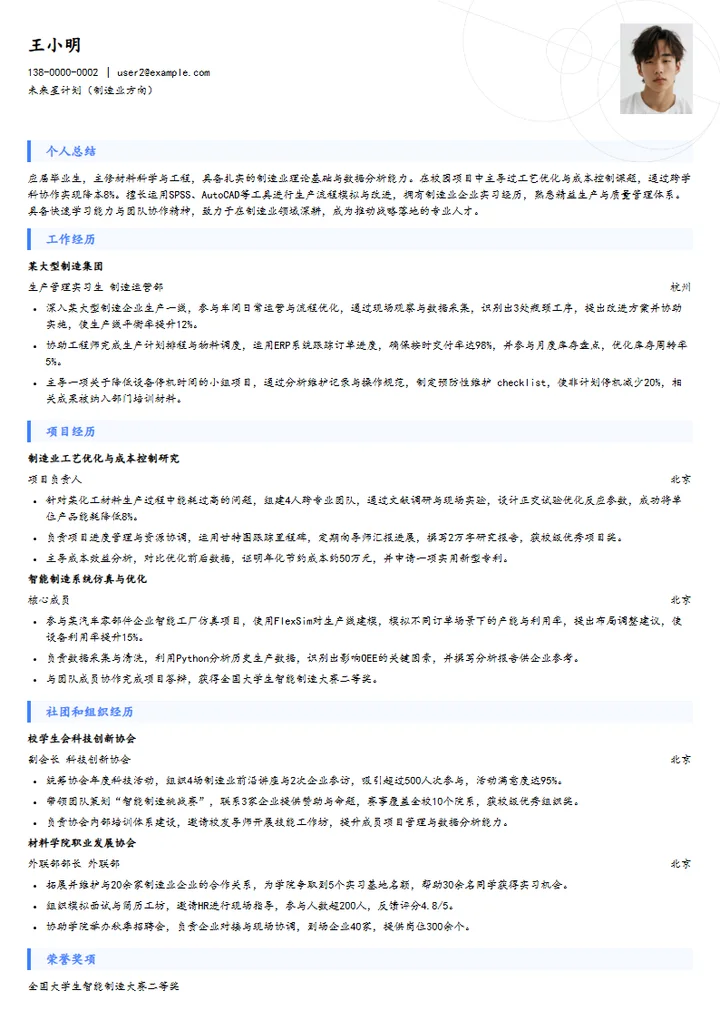 王小明
138-0000-0002 | user2@example.com
未来星计划（制造业方向）
个人总结
应届毕业生，主修材料科学与工程，具备扎实的制造业理论基础与数据分析能力。在校园项目中主导过工艺优化与成本控制课题，通过跨学
科协作实现降本8%。擅长运用SPSS、AutoCAD等工具进行生产流程模拟与改进，拥有制造业企业实习经历，熟悉精益生产与质量管理体系。
具备快速学习能力与团队协作精神，致力于在制造业领域深耕，成为推动战略落地的专业人才。
工作经历
某大型制造集团
生产管理实习生 制造运营部 杭州
• 深入某大型制造企业生产一线，参与车间日常运营与流程优化，通过现场观察与数据采集，识别出3处瓶颈工序，提出改进方案并协助
实施，使生产线平衡率提升12%。
• 协助工程师完成生产计划排程与物料调度，运用ERP系统跟踪订单进度，确保按时交付率达98%，并参与月度库存盘点，优化库存周转率
5%。
• 主导一项关于降低设备停机时间的小组项目，通过分析维护记录与操作规范，制定预防性维护 checklist，使非计划停机减少20%，相
关成果被纳入部门培训材料。
项目经历
制造业工艺优化与成本控制研究
项目负责人 北京
• 针对某化工材料生产过程中能耗过高的问题，组建4人跨专业团队，通过文献调研与现场实验，设计正交试验优化反应参数，成功将单
位产品能耗降低8%。
• 负责项目进度管理与资源协调，运用甘特图跟踪里程碑，定期向导师汇报进展，撰写2万字研究报告，获校级优秀项目奖。
• 主导成本效益分析，对比优化前后数据，证明年化节约成本约50万元，并申请一项实用新型专利。
智能制造系统仿真与优化
核心成员 北京
• 参与某汽车零部件企业智能工厂仿真项目，使用FlexSim对生产线建模，模拟不同订单场景下的产能与利用率，提出布局调整建议，使
设备利用率提升15%。
• 负责数据采集与清洗，利用Python分析历史生产数据，识别出影响OEE的关键因素，并撰写分析报告供企业参考。
• 与团队成员协作完成项目答辩，获得全国大学生智能制造大赛二等奖。
社团和组织经历
校学生会科技创新协会
副会长 科技创新协会 北京
• 统筹协会年度科技活动，组织4场制造业前沿讲座与2次企业参访，吸引超过500人次参与，活动满意度达95%。
• 带领团队策划“智能制造挑战赛”，联系3家企业提供赞助与命题，赛事覆盖全校10个院系，获校级优秀组织奖。
• 负责协会内部培训体系建设，邀请校友导师开展技能工作坊，提升成员项目管理与数据分析能力。
材料学院职业发展协会
外联部部长 外联部 北京
• 拓展并维护与20余家制造业企业的合作关系，为学院争取到5个实习基地名额，帮助30余名同学获得实习机会。
• 组织模拟面试与简历工坊，邀请HR进行现场指导，参与人数超200人，反馈评分4.8/5。
• 协助学院举办秋季招聘会，负责企业对接与现场协调，到场企业40家，提供岗位300余个。
荣誉奖项
全国大学生智能制造大赛二等奖